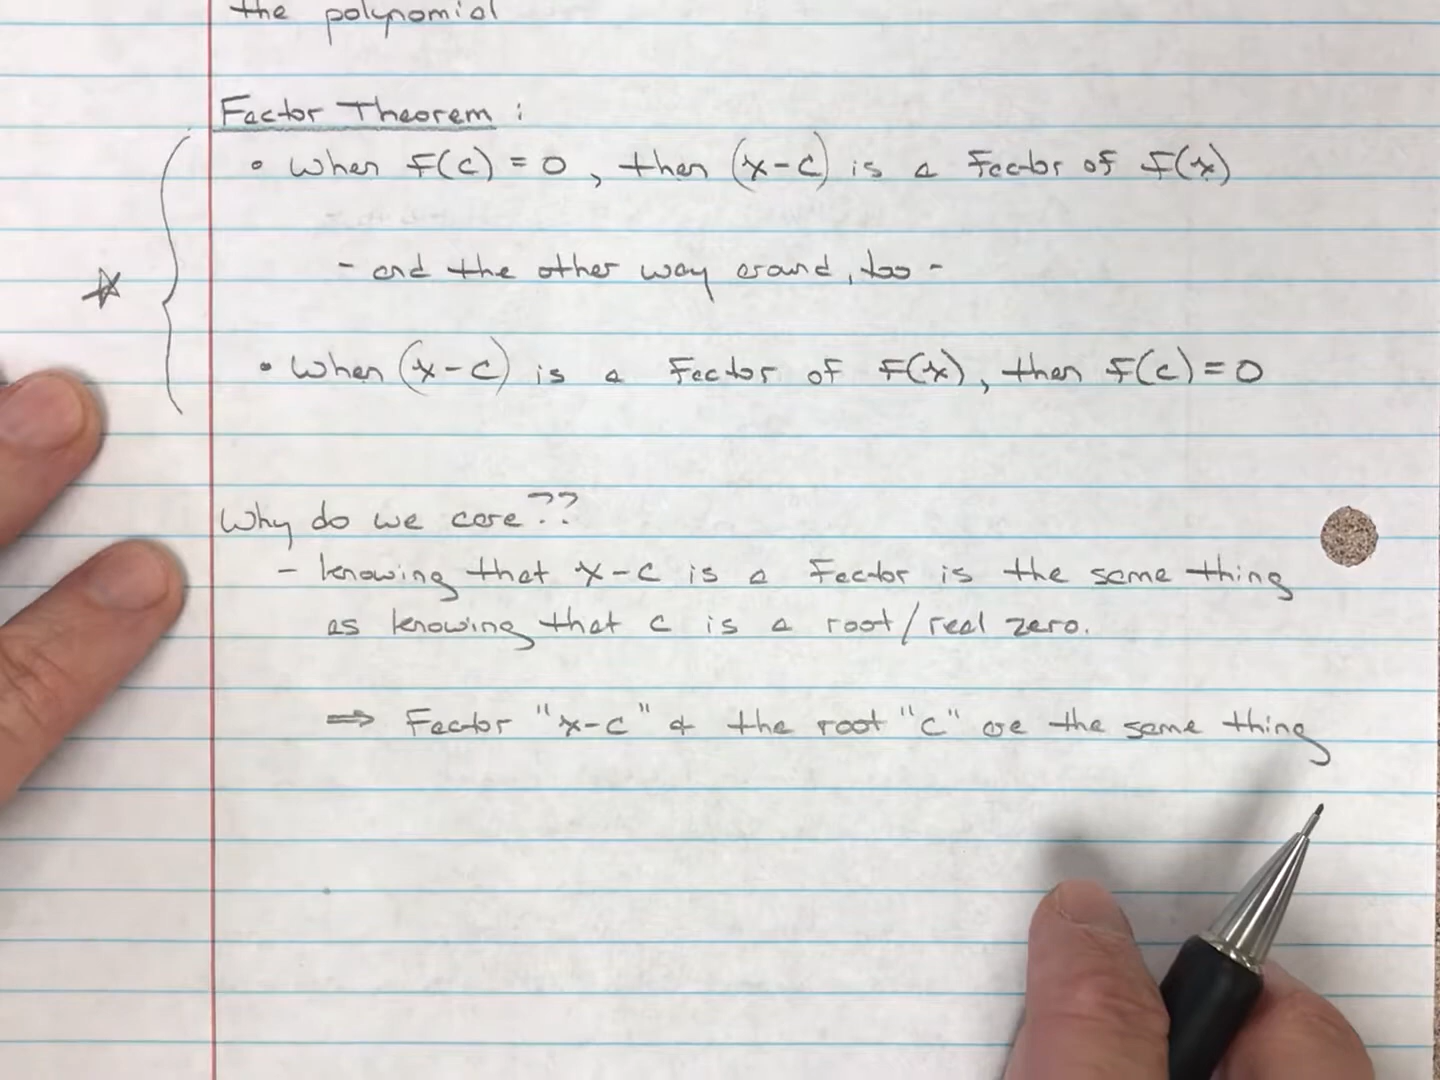 the polynomial
Factor Theorem :
• When f(c) = 0 , then (x-c) is a factor of f(x)
- and the other way around, too -
• When (x-c) is a factor of f(x), then f(c) = 0
Why do we care??
- knowing that x-c is a factor is the same thing
as knowing that c is a root/real zero.
⇒ Factor "x-c" & the root "c" are the same thing